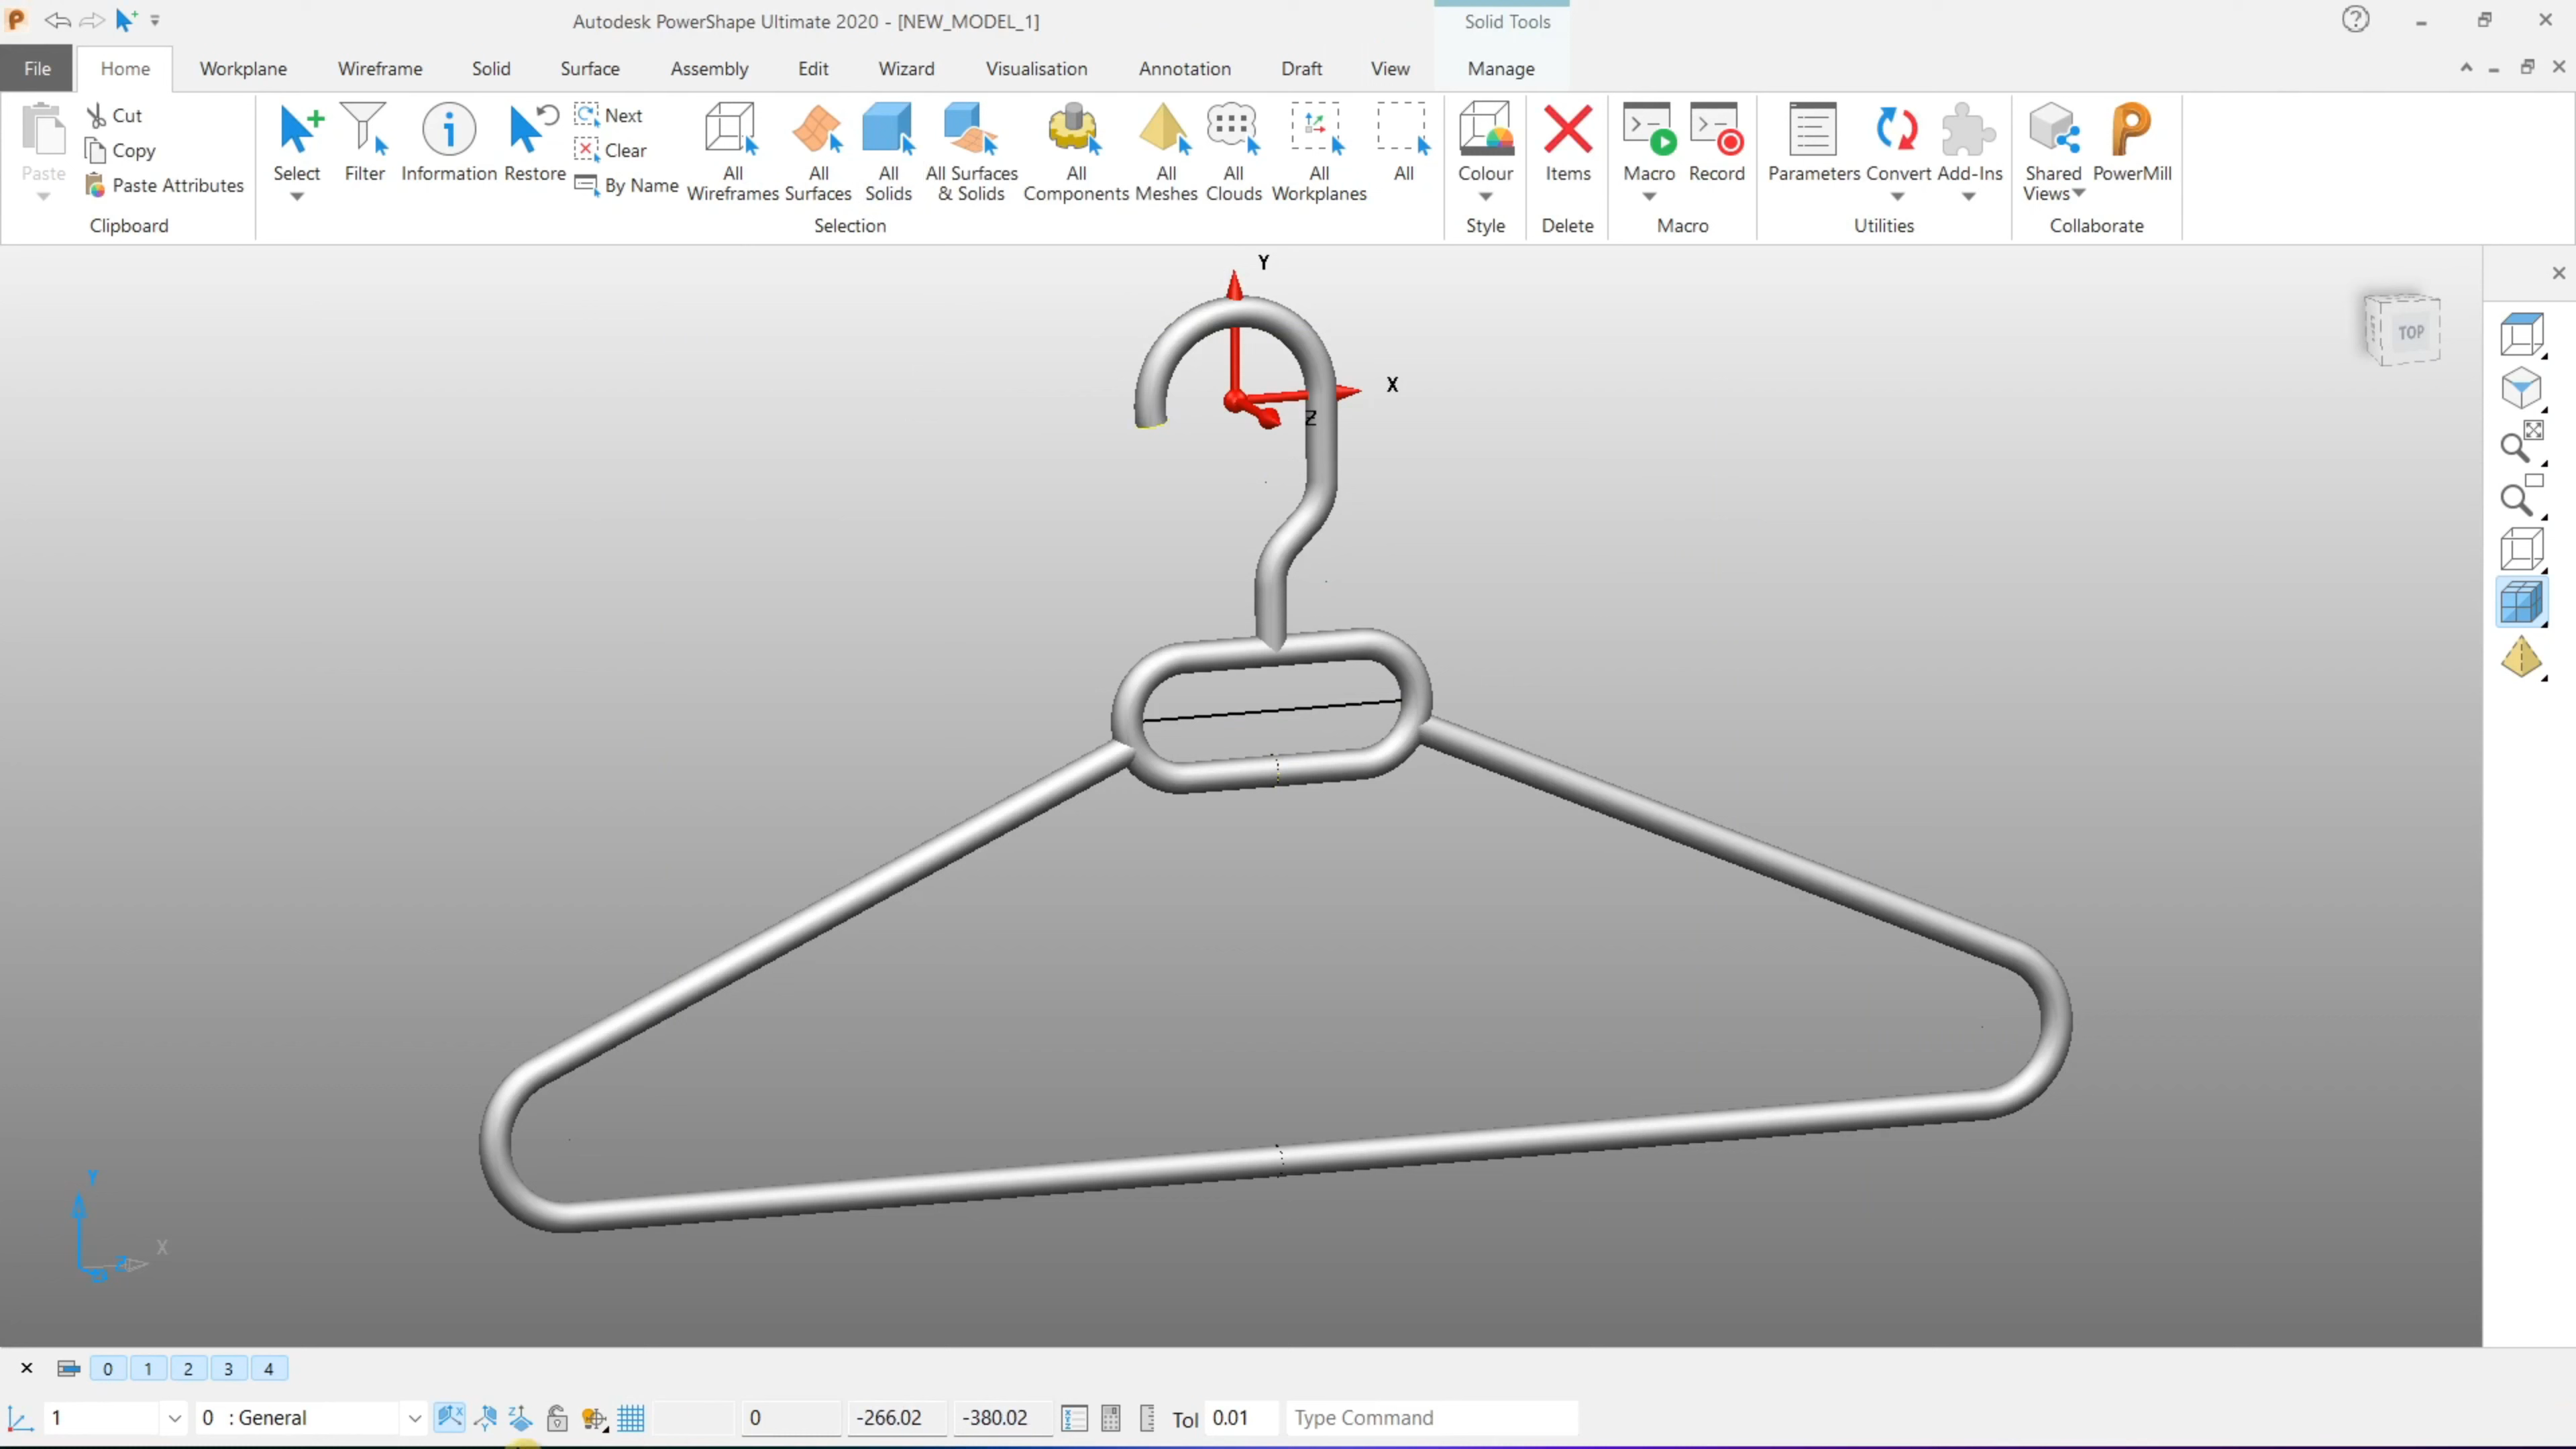 Autodesk PowerShape Ultimate 2020 - [NEW_MODEL_1]
Solid Tools
File Home Workplane Wireframe Solid Surface Assembly Edit Wizard Visualisation Annotation Draft View Manage
Paste
Cut
Copy
Paste Attributes
Clipboard
Select
Filter
Information
Restore
Next
Clear
By Name
All Wireframes
All Surfaces
All Solids
All Surfaces & Solids
All Components
All Meshes
All Clouds
All Workplanes
All
Selection
Colour
Style
Items
Delete
Macro
Record
Macro
Parameters
Convert
Add-Ins
Utilities
Shared Views
PowerMill
Collaborate
Y
X
Z
TOP
Y
X
Z
0 1 2 3 4
1
0 : General
0
-266.02
-380.02
Tol 0.01
Type Command